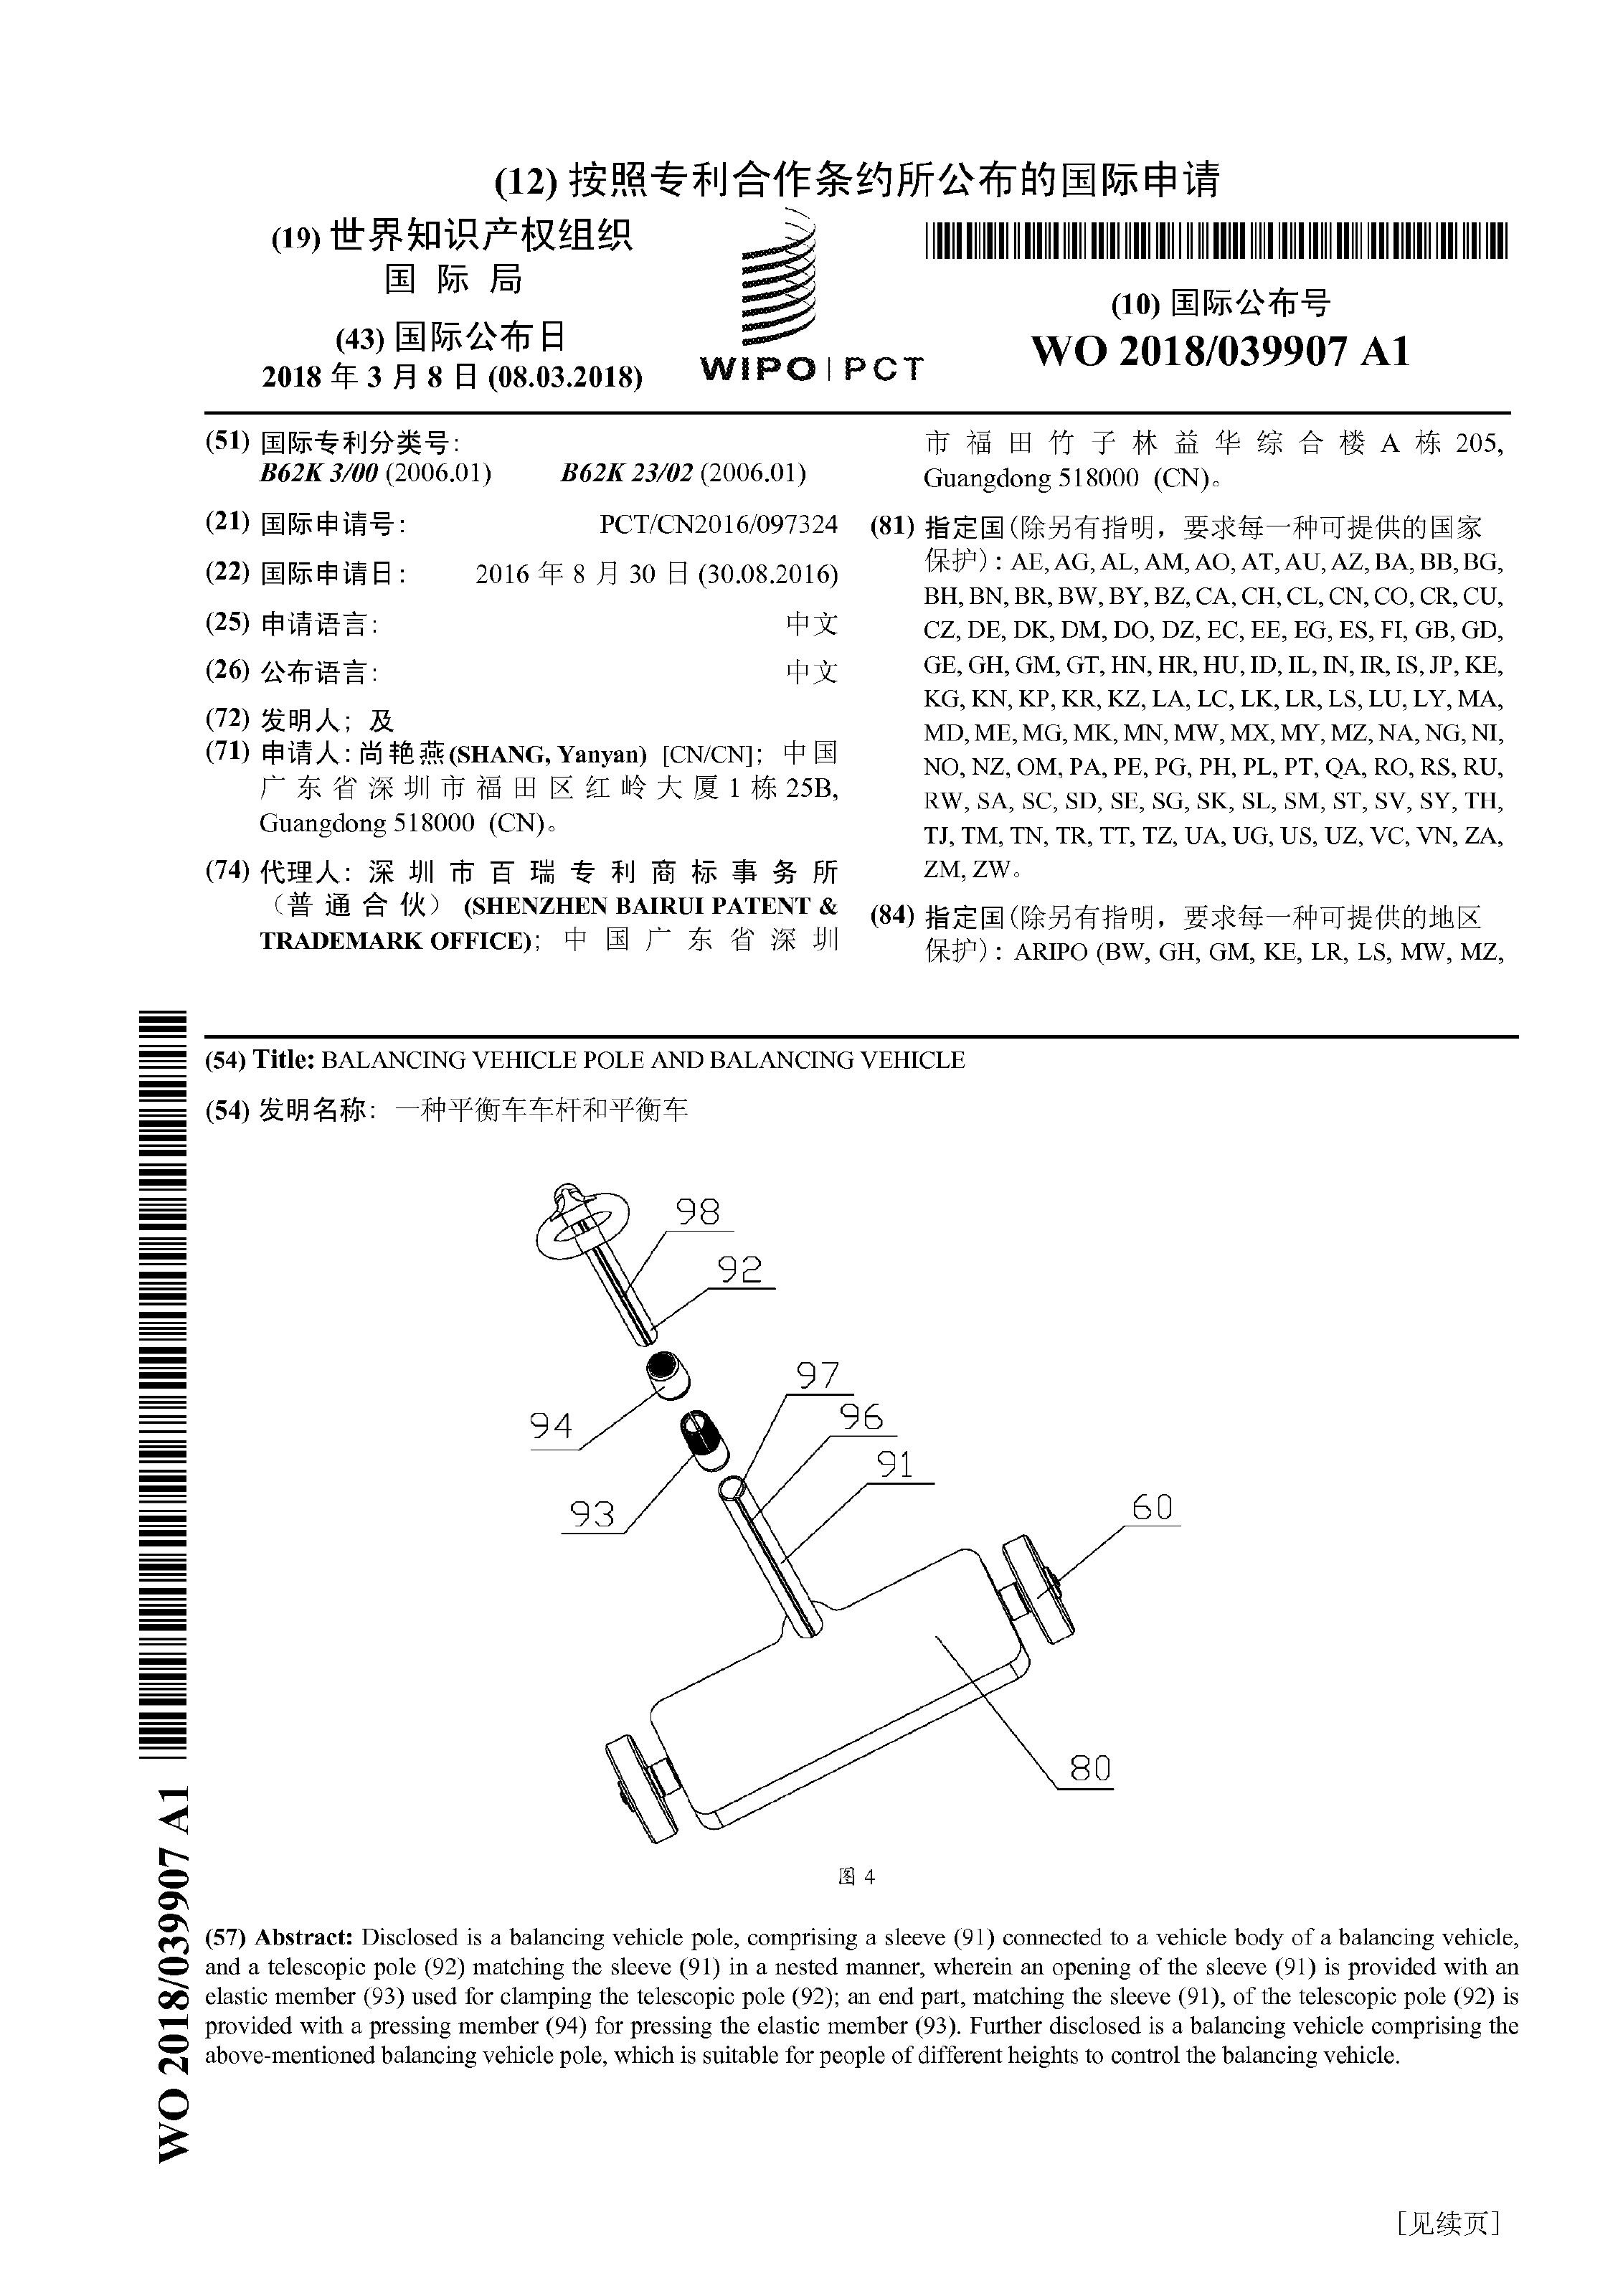 (12) 按照专利合作条约所公布的国际申请
(19) 世界知识产权组织
国 际 局
(43) 国际公布日
2018 年 3 月 8 日 (08.03.2018)
WIPO | PCT
(10) 国际公布号
WO 2018/039907 A1
(51) 国际专利分类号:
B62K 3/00 (2006.01) B62K 23/02 (2006.01)
(21) 国际申请号: PCT/CN2016/097324
(22) 国际申请日: 2016 年 8 月 30 日 (30.08.2016)
(25) 申请语言: 中文
(26) 公布语言: 中文
(72) 发明人; 及
(71) 申请人: 尚艳燕(SHANG, Yanyan) [CN/CN]; 中国
广东省深圳市福田区红岭大厦1栋25B,
Guangdong 518000 (CN)。
(74) 代理人: 深圳市百瑞专利商标事务所
(普通合伙) (SHENZHEN BAIRUI PATENT &
TRADEMARK OFFICE); 中国广东省深圳
市福田竹子林益华综合楼A栋205,
Guangdong 518000 (CN)。
(81) 指定国(除另有指明, 要求每一种可提供的国家
保护): AE, AG, AL, AM, AO, AT, AU, AZ, BA, BB, BG,
BH, BN, BR, BW, BY, BZ, CA, CH, CL, CN, CO, CR, CU,
CZ, DE, DK, DM, DO, DZ, EC, EE, EG, ES, FI, GB, GD,
GE, GH, GM, GT, HN, HR, HU, ID, IL, IN, IR, IS, JP, KE,
KG, KN, KP, KR, KZ, LA, LC, LK, LR, LS, LU, LY, MA,
MD, ME, MG, MK, MN, MW, MX, MY, MZ, NA, NG, NI,
NO, NZ, OM, PA, PE, PG, PH, PL, PT, QA, RO, RS, RU,
RW, SA, SC, SD, SE, SG, SK, SL, SM, ST, SV, SY, TH,
TJ, TM, TN, TR, TT, TZ, UA, UG, US, UZ, VC, VN, ZA,
ZM, ZW。
(84) 指定国(除另有指明, 要求每一种可提供的地区
保护): ARIPO (BW, GH, GM, KE, LR, LS, MW, MZ,
(54) Title: BALANCING VEHICLE POLE AND BALANCING VEHICLE
(54) 发明名称: 一种平衡车车杆和平衡车
98
92
97
94
96
91
93
60
80
图 4
(57) Abstract: Disclosed is a balancing vehicle pole, comprising a sleeve (91) connected to a vehicle body of a balancing vehicle,
and a telescopic pole (92) matching the sleeve (91) in a nested manner, wherein an opening of the sleeve (91) is provided with an
elastic member (93) used for clamping the telescopic pole (92); an end part, matching the sleeve (91), of the telescopic pole (92) is
provided with a pressing member (94) for pressing the elastic member (93). Further disclosed is a balancing vehicle comprising the
above-mentioned balancing vehicle pole, which is suitable for people of different heights to control the balancing vehicle.
WO 2018/039907 A1
[见续页]